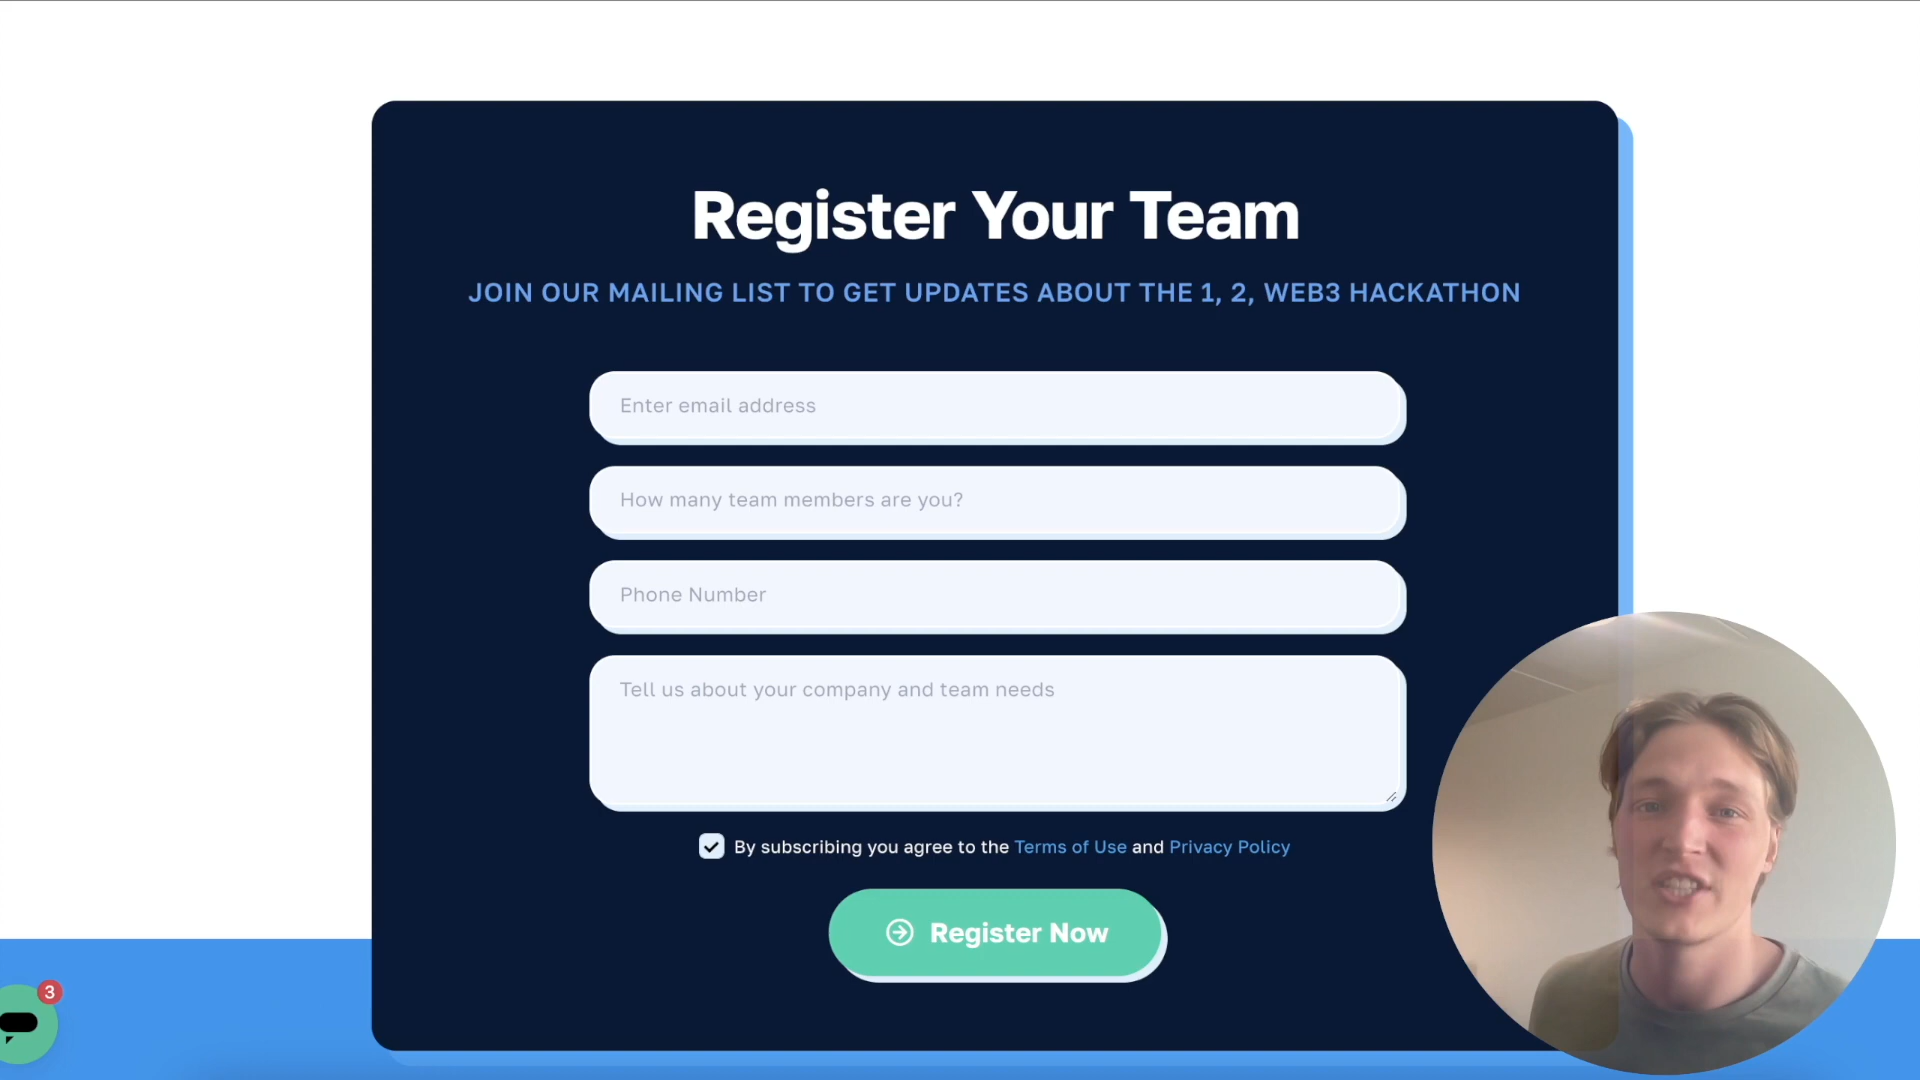 Register Your Team
JOIN OUR MAILING LIST TO GET UPDATES ABOUT THE 1, 2, WEB3 HACKATHON
Enter email address
How many team members are you?
Phone Number
Tell us about your company and team needs
By subscribing you agree to the Terms of Use and Privacy Policy
Register Now
3